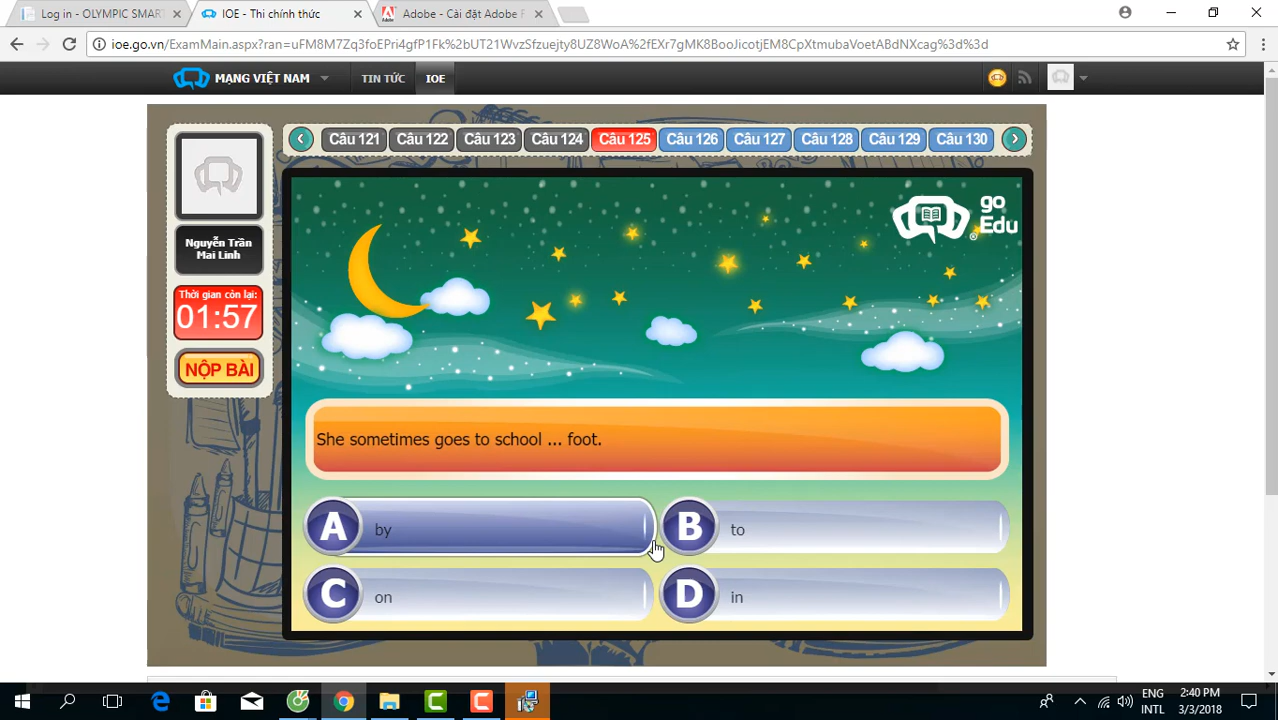 Log in - OLYMPIC SMART
IOE - Thi chính thức
Adobe - Cài đặt Adobe F
ioe.go.vn/ExamMain.aspx?ran=uFM8M7Zq3foEPri4gfP1Fk%2bUT21WvzSfzuejty8UZ8WoA%2fEXr7gMK8BooJicotjEM8CpXtmubaVoetABdNXcag%3d%3d
MẠNG VIỆT NAM
TIN TỨC
IOE
Câu 121
Câu 122
Câu 123
Câu 124
Câu 125
Câu 126
Câu 127
Câu 128
Câu 129
Câu 130
go
Edu
Nguyễn Trần
Mai Linh
Thời gian còn lại:
01:57
NỘP BÀI
She sometimes goes to school ... foot.
A by
B to
C on
D in
ENG
INTL
2:40 PM
3/3/2018